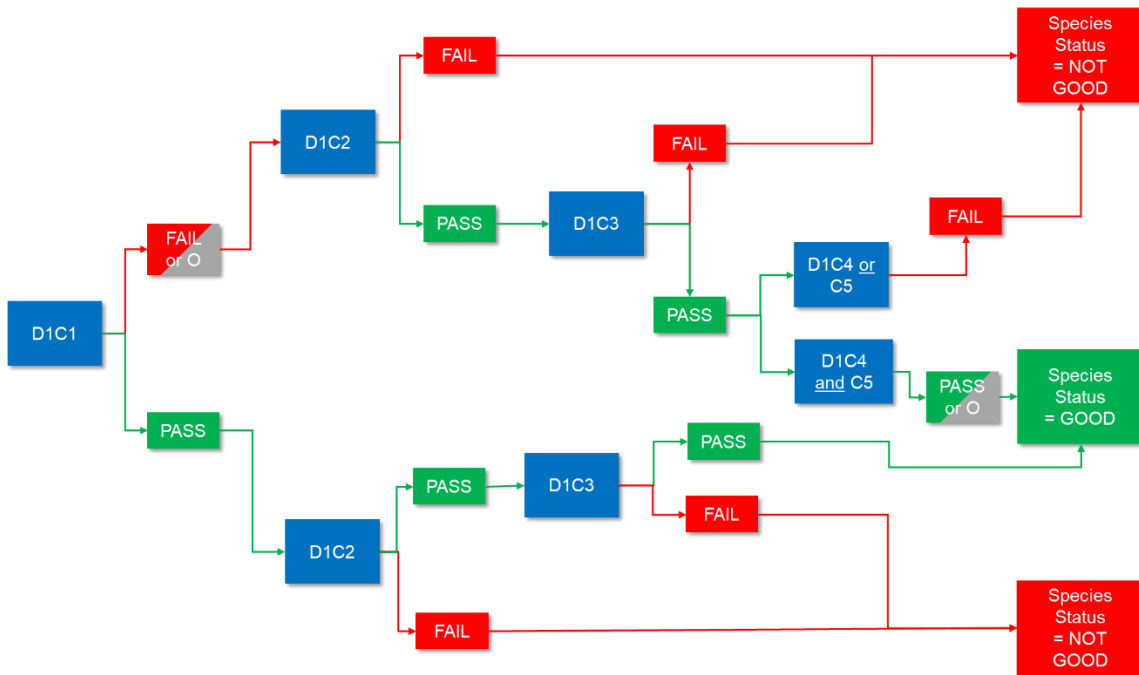 FAIL
Species
Status
= NOT
GOOD
D1C2
FAIL
PASS
D1C3
FAIL
FAIL
or O
D1C4 or
C5
D1C1
PASS
D1C4
and C5
PASS
or O
Species
Status
= GOOD
PASS
PASS
D1C3
PASS
FAIL
D1C2
FAIL
Species
Status
= NOT
GOOD